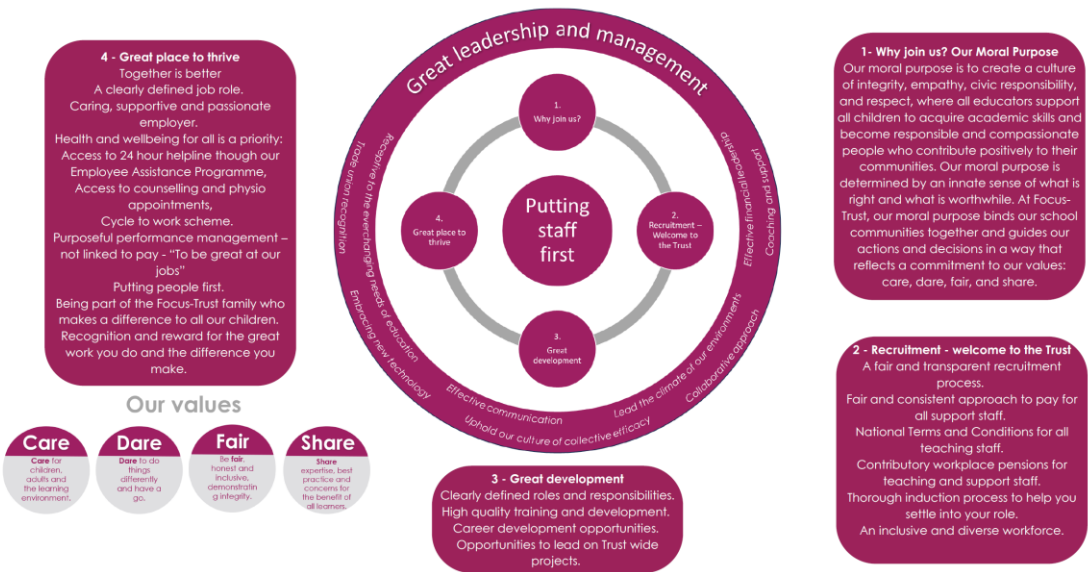 4 - Great place to thrive
Together is better
A clearly defined job role.
Caring, supportive and passionate
employer.
Health and wellbeing for all is a priority:
Access to 24 hour helpline though our
Employee Assistance Programme,
Access to counselling and physio
appointments,
Cycle to work scheme.
Purposeful performance management –
not linked to pay - “To be great at our
jobs”
Putting people first.
Being part of the Focus-Trust family who
makes a difference to all our children.
Recognition and reward for the great
work you do and the difference you
make.
Our values
Care
Care for
children,
adults and
the learning
environment.
Dare
Dare to do
things
differently
and have a
go.
Fair
Be fair,
honest and
inclusive,
demonstratin
g integrity.
Share
Share
expertise, best
practice and
concerns for
the benefit of
all learners.
Great leadership and management
Trade union recognition
Receptive to the everchanging needs of education
Embracing new technology
Effective communication
Uphold our culture of collective efficacy
Lead the climate of our environments
Collaborative approach
Effective financial leadership
Coaching and support
1.
Why join us?
2.
Recruitment –
Welcome to
the Trust
3.
Great
development
4.
Great place to
thrive
Putting
staff
first
3 - Great development
Clearly defined roles and responsibilities.
High quality training and development.
Career development opportunities.
Opportunities to lead on Trust wide
projects.
1- Why join us? Our Moral Purpose
Our moral purpose is to create a culture
of integrity, empathy, civic responsibility,
and respect, where all educators support
all children to acquire academic skills and
become responsible and compassionate
people who contribute positively to their
communities. Our moral purpose is
determined by an innate sense of what is
right and what is worthwhile. At Focus-
Trust, our moral purpose binds our school
communities together and guides our
actions and decisions in a way that
reflects a commitment to our values:
care, dare, fair, and share.
2 - Recruitment - welcome to the Trust
A fair and transparent recruitment
process.
Fair and consistent approach to pay for
all support staff.
National Terms and Conditions for all
teaching staff.
Contributory workplace pensions for
teaching and support staff.
Thorough induction process to help you
settle into your role.
An inclusive and diverse workforce.